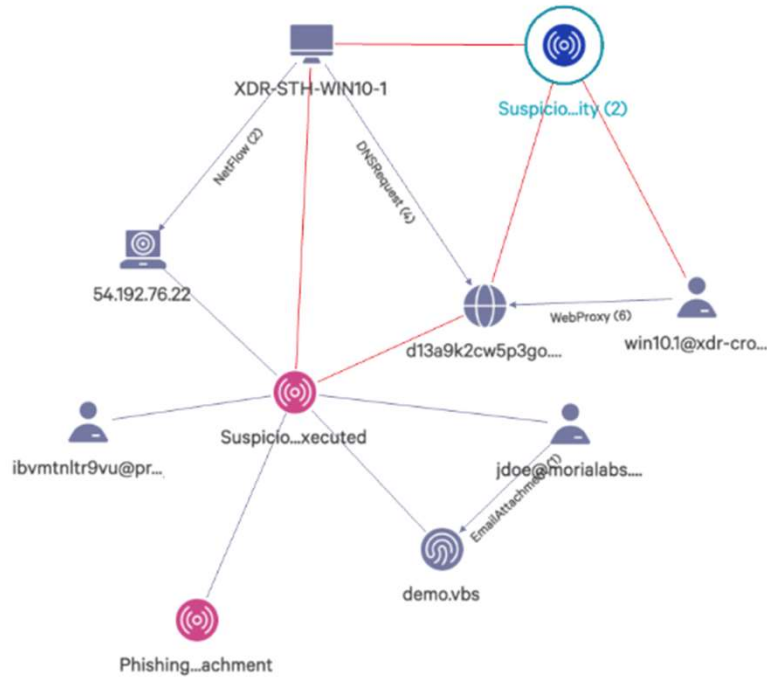 XDR-STH-WIN10-1
Suspicio...ity (2)
NetFlow (2)
DNSRequest (4)
54.192.76.22
d13a9k2cw5p3go....
WebProxy (6)
win10.1@xdr-cro...
Suspicio...xecuted
ibvmtnltr9vu@pr...
jdoe@morialabs....
EmailAttachment (1)
demo.vbs
Phishing...achment